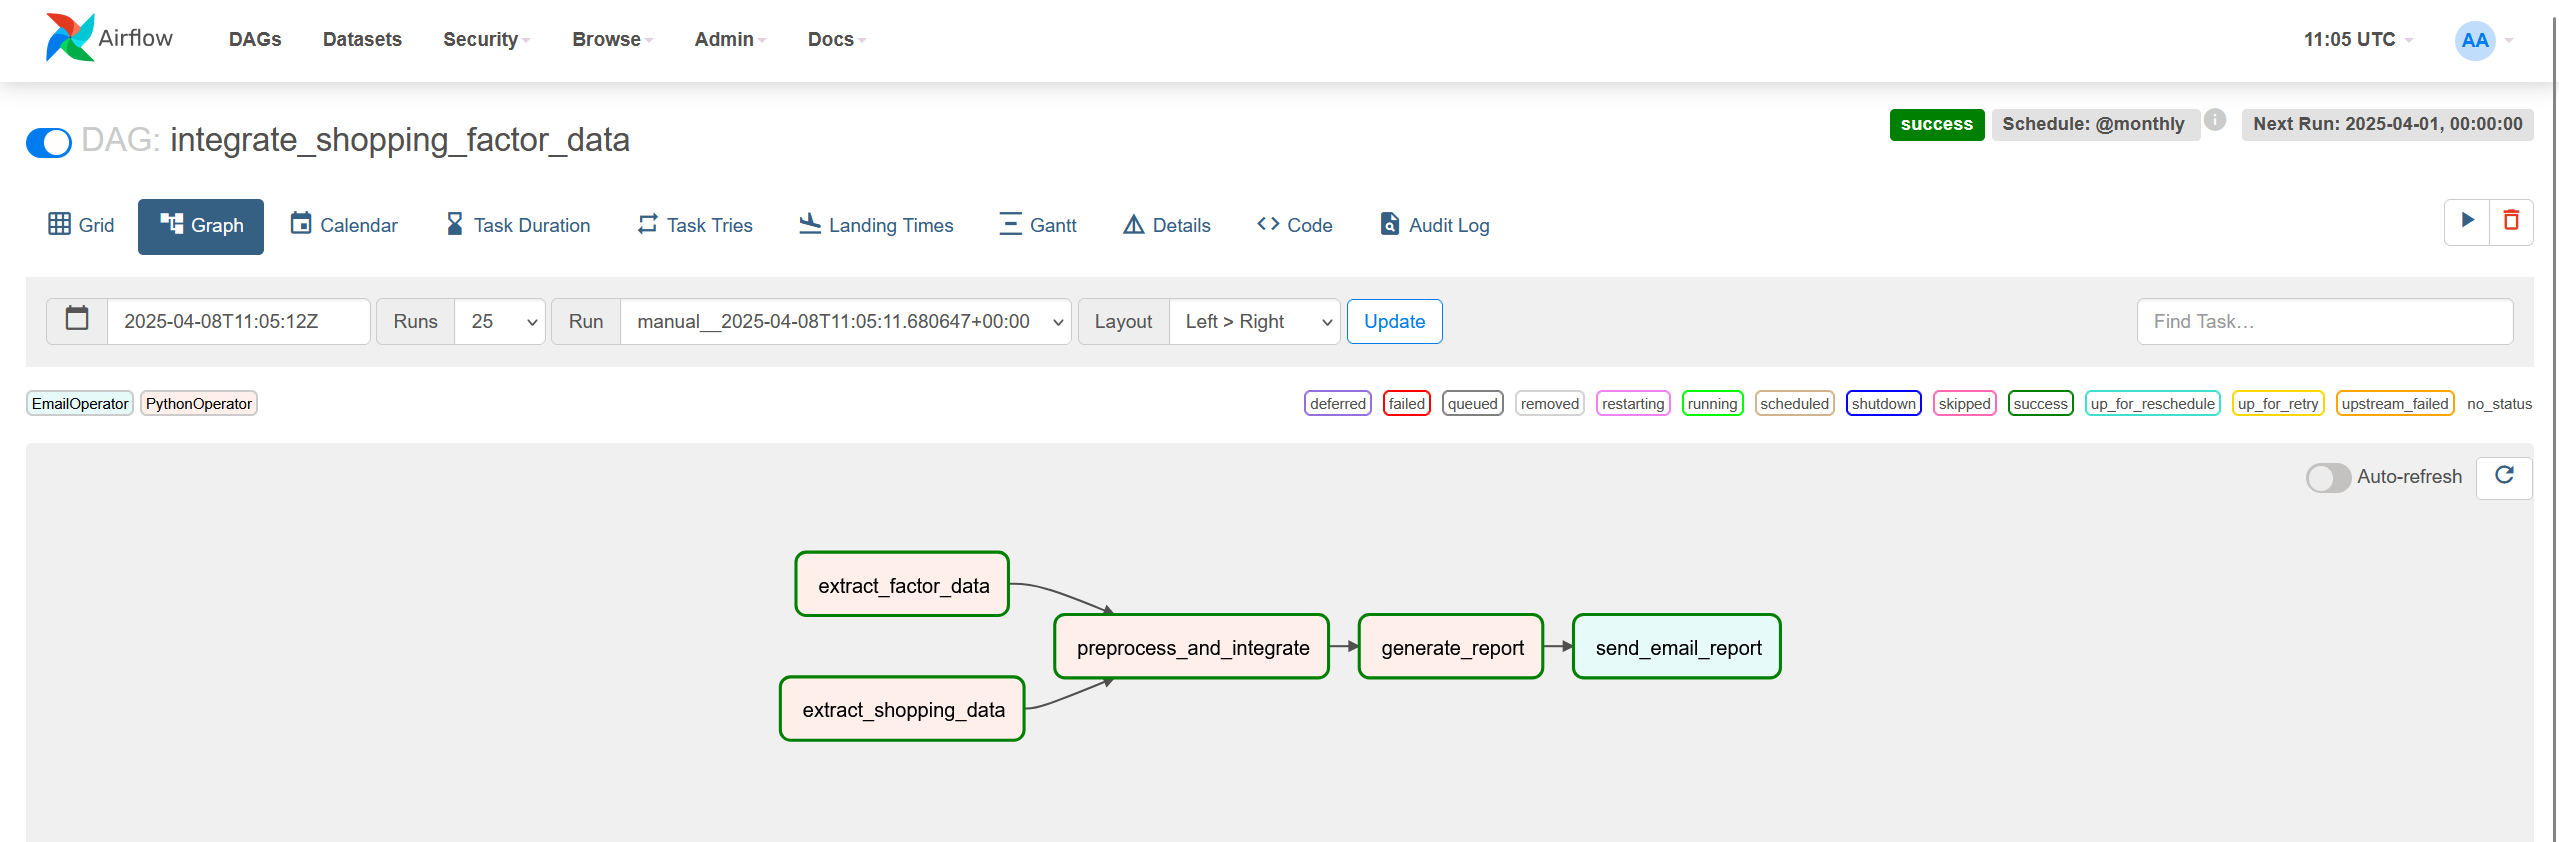 Airflow DAGs Datasets Security Browse Admin Docs 11:05 UTC AA
DAG: integrate_shopping_factor_data success Schedule: @monthly i Next Run: 2025-04-01, 00:00:00
Grid Graph Calendar Task Duration Task Tries Landing Times Gantt Details Code Audit Log
2025-04-08T11:05:12Z Runs 25 Run manual__2025-04-08T11:05:11.680647+00:00 Layout Left > Right Update Find Task…
EmailOperator PythonOperator deferred failed queued removed restarting running scheduled shutdown skipped success up_for_reschedule up_for_retry upstream_failed no_status
Auto-refresh
extract_factor_data
preprocess_and_integrate generate_report send_email_report
extract_shopping_data